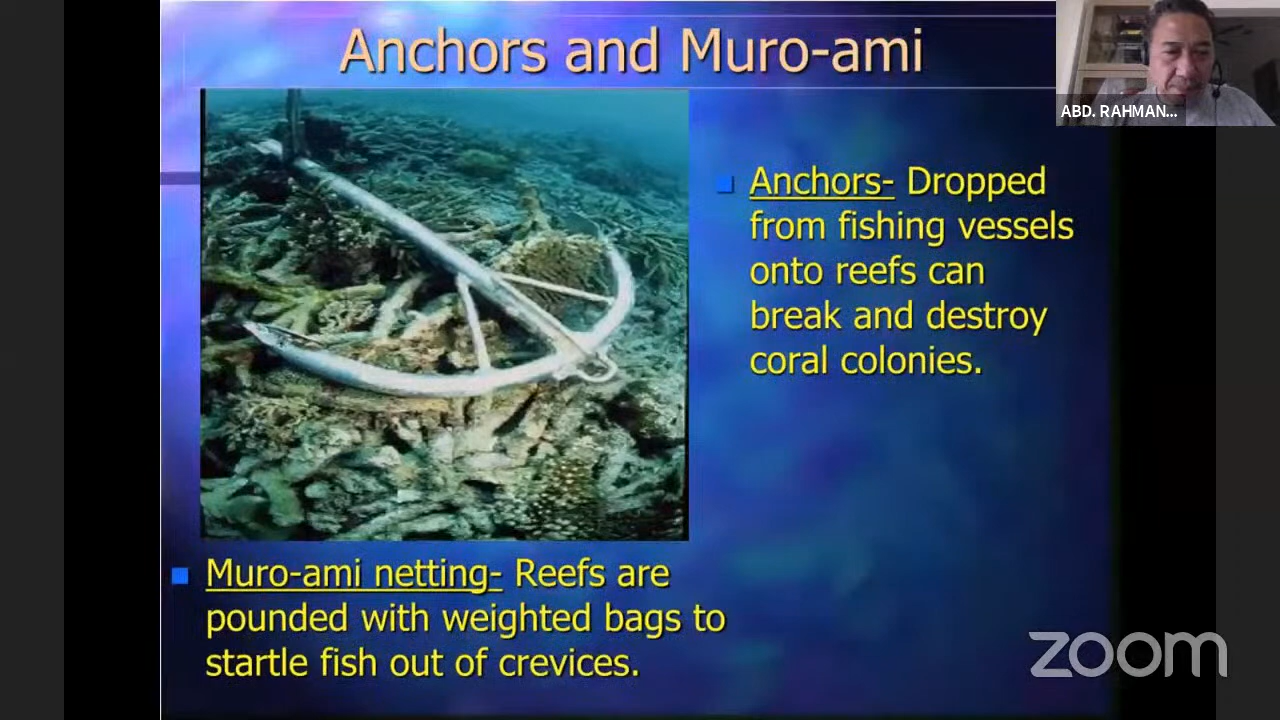 Anchors and Muro-ami
ABD. RAHMAN...
Anchors- Dropped
from fishing vessels
onto reefs can
break and destroy
coral colonies.
Muro-ami netting- Reefs are
pounded with weighted bags to
startle fish out of crevices.
zoom